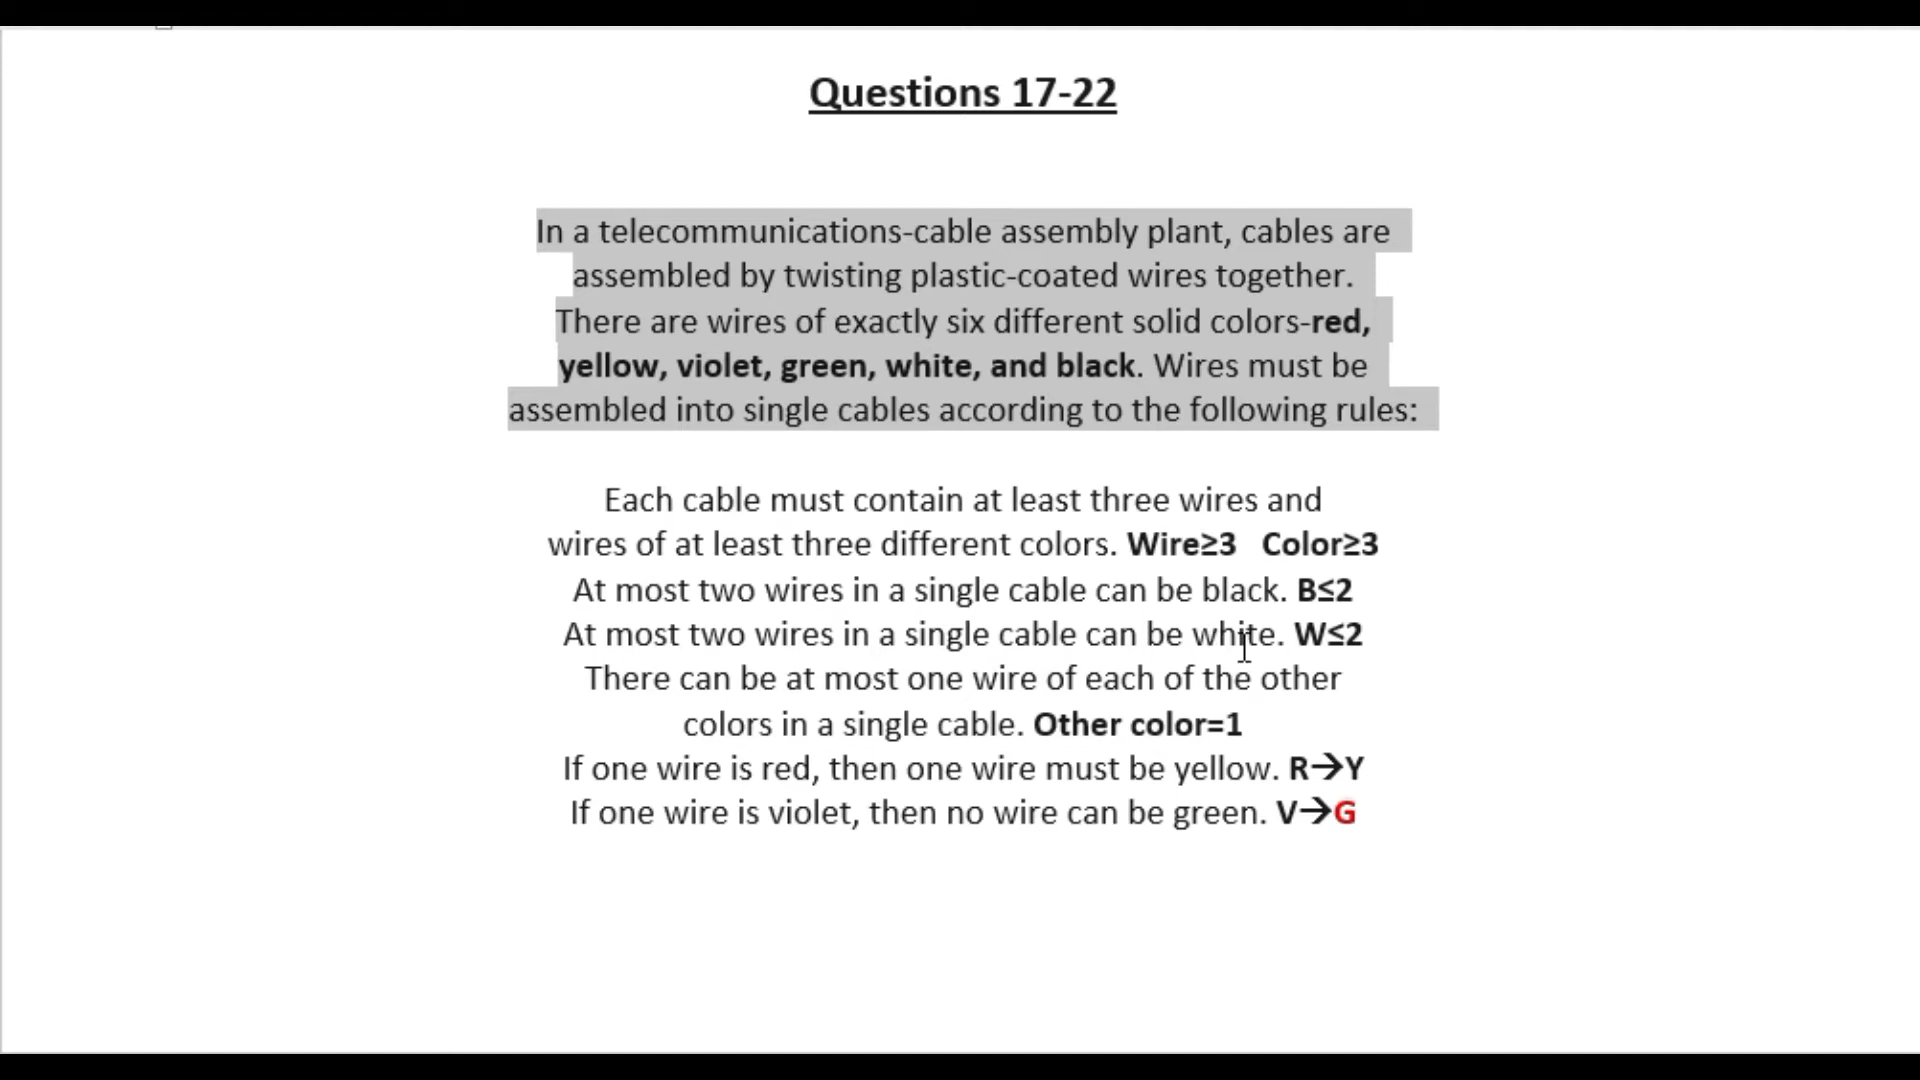 Questions 17-22
In a telecommunications-cable assembly plant, cables are
assembled by twisting plastic-coated wires together.
There are wires of exactly six different solid colors-red,
yellow, violet, green, white, and black. Wires must be
assembled into single cables according to the following rules:
Each cable must contain at least three wires and
wires of at least three different colors. Wire≥3   Color≥3
At most two wires in a single cable can be black. B≤2
At most two wires in a single cable can be white. W≤2
There can be at most one wire of each of the other
colors in a single cable. Other color=1
If one wire is red, then one wire must be yellow. R→Y
If one wire is violet, then no wire can be green. V→G